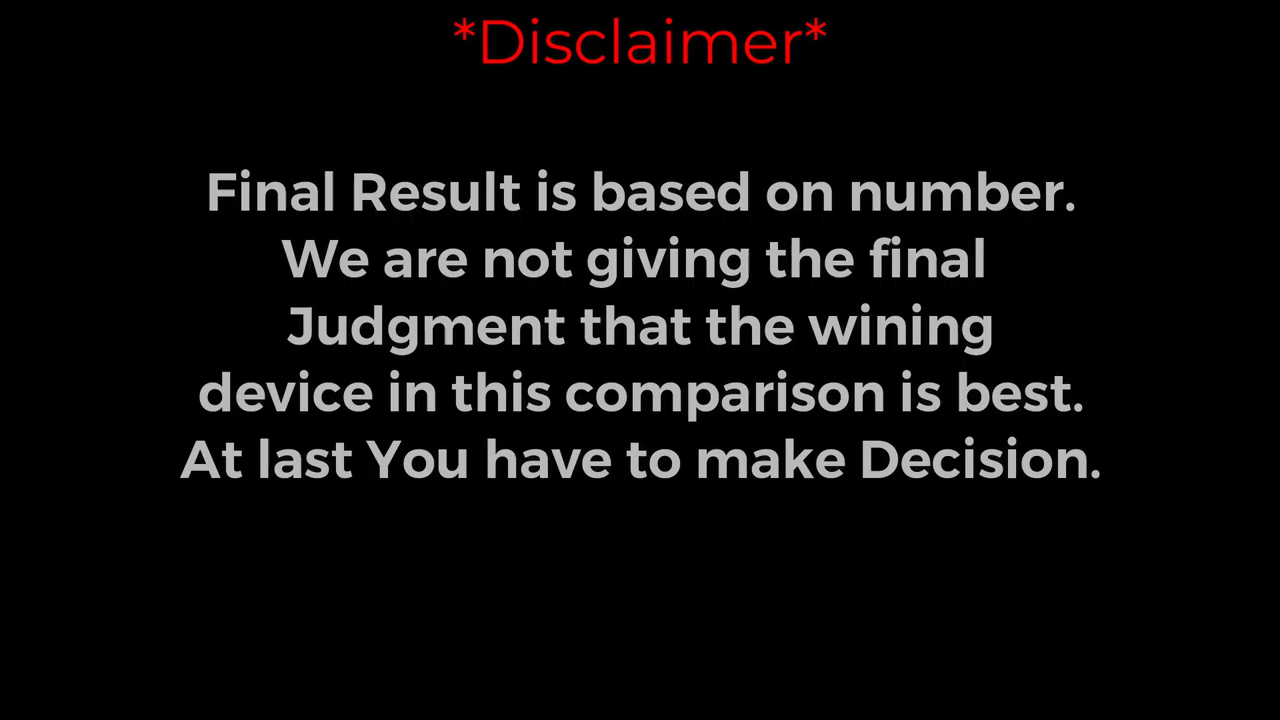 *Disclaimer*
Final Result is based on number.
We are not giving the final
Judgment that the wining
device in this comparison is best.
At last You have to make Decision.